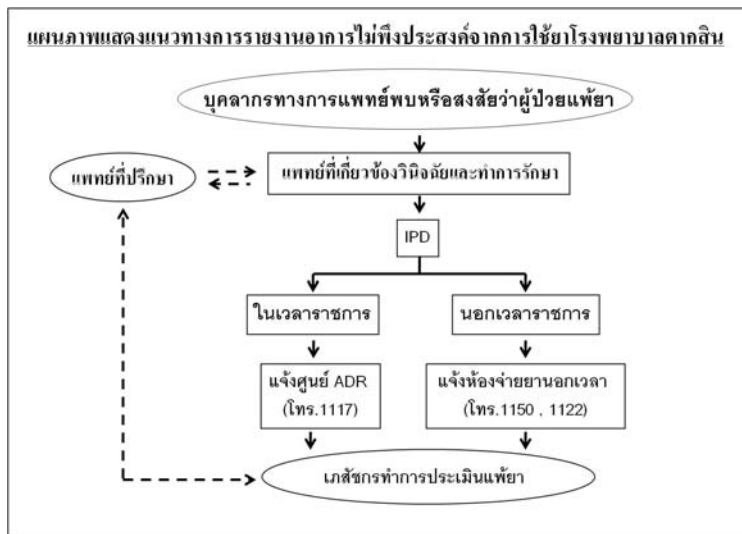 แผนภาพแสดงแนวทางการรายงานอาการไม่พึงประสงค์จากการใช้ยาโรงพยาบาลตากสิน
บุคลากรทางการแพทย์พบหรือสงสัยว่าผู้ป่วยแพ้ยา
แพทย์ที่ปรึกษา
แพทย์ที่เกี่ยวข้องวินิจฉัยและทำการรักษา
IPD
ในเวลาราชการ
นอกเวลาราชการ
แจ้งศูนย์ ADR
(โทร.1117)
แจ้งห้องจ่ายยานอกเวลา
(โทร.1150 , 1122)
เภสัชกรทำการประเมินแพ้ยา